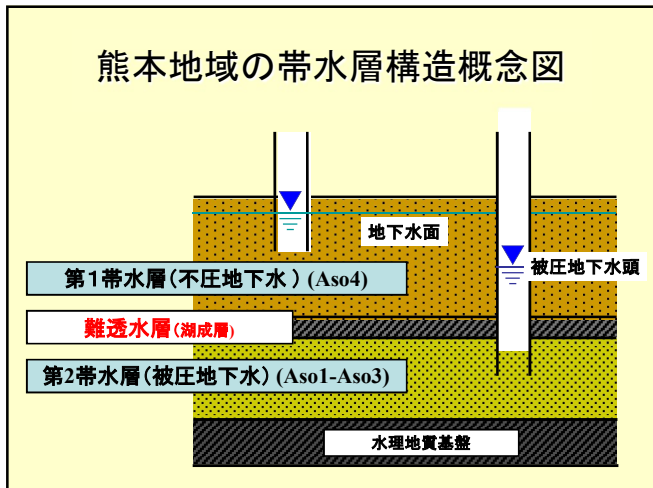 熊本地域の帯水層構造概念図
地下水面
被圧地下水頭
第1帯水層(不圧地下水 ) (Aso4)
難透水層(湖成層)
第2帯水層(被圧地下水) (Aso1-Aso3)
水理地質基盤